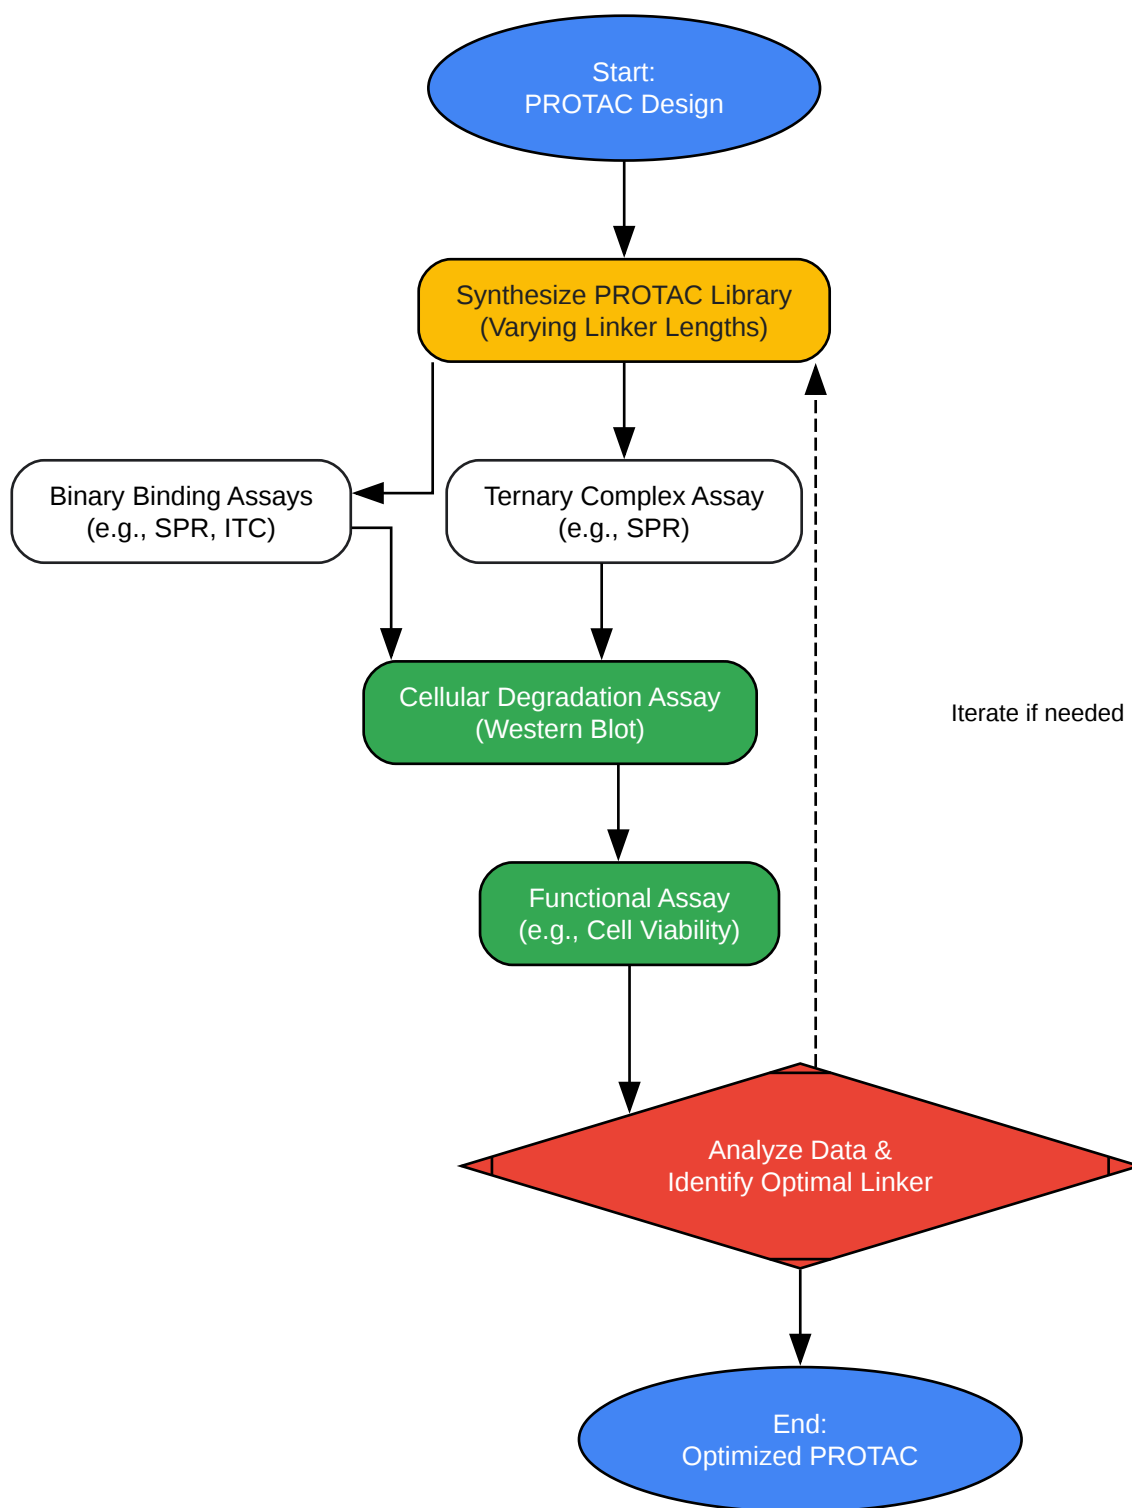 Start:
PROTAC Design
Synthesize PROTAC Library
(Varying Linker Lengths)
Binary Binding Assays
(e.g., SPR, ITC)
Ternary Complex Assay
(e.g., SPR)
Cellular Degradation Assay
(Western Blot)
Iterate if needed
Functional Assay
(e.g., Cell Viability)
Analyze Data &
Identify Optimal Linker
End:
Optimized PROTAC